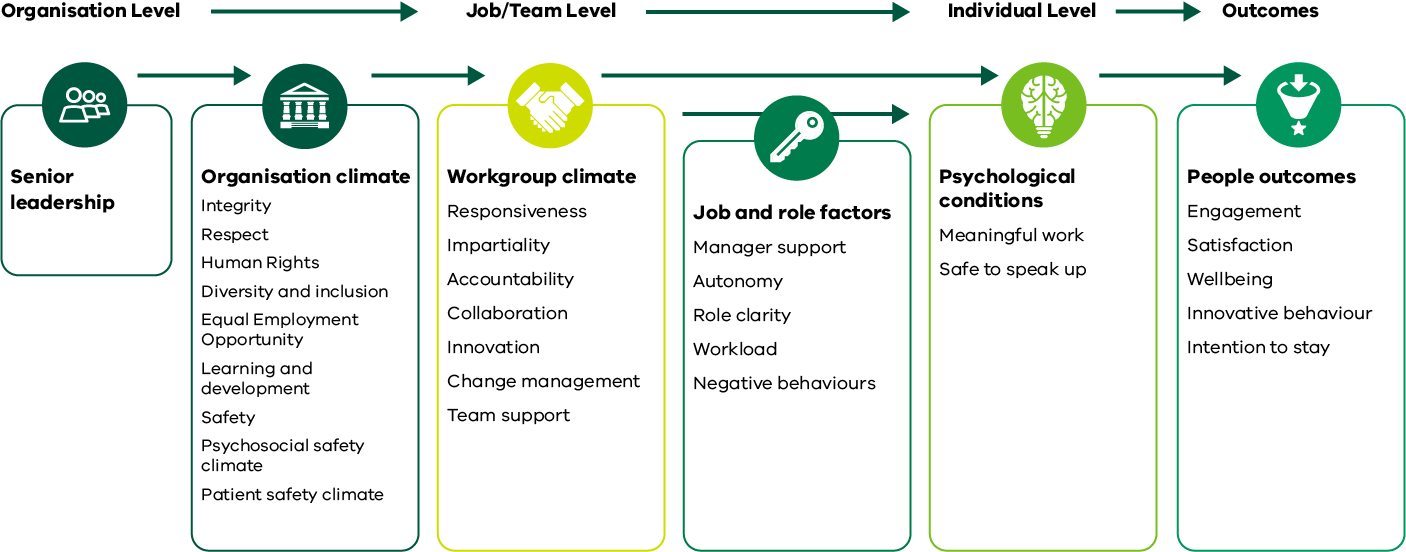 Organisation Level
Job/Team Level
Individual Level
Outcomes
Senior
leadership
Organisation climate
Integrity
Respect
Human Rights
Diversity and inclusion
Equal Employment
Opportunity
Learning and
development
Safety
Psychosocial safety
climate
Patient safety climate
Workgroup climate
Responsiveness
Impartiality
Accountability
Collaboration
Innovation
Change management
Team support
Job and role factors
Manager support
Autonomy
Role clarity
Workload
Negative behaviours
Psychological
conditions
Meaningful work
Safe to speak up
People outcomes
Engagement
Satisfaction
Wellbeing
Innovative behaviour
Intention to stay